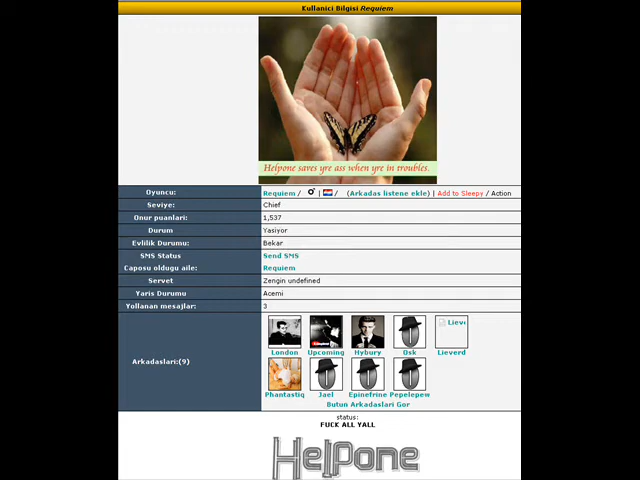 Kullanici Bilgisi Requiem
Helpone saves yre ass when yre in troubles.
Oyuncu: Requiem / | / (Arkadas listene ekle) | Add to Sleepy / Action
Seviye: Chief
Onur puanlari: 1,537
Durum Yasiyor
Evlilik Durumu: Bekar
SMS Status Send SMS
Caposu oldugu aile: Requiem
Servet Zengin undefined
Yaris Durumu Acemi
Yollanan mesajlar: 3
Arkadaslari:(9)
Lieve
London Upcoming Hybury Osk Lieverd
Phantastiq Jael Epinefrine Pepelepew
Butun Arkadaslari Gor
status:
FUCK ALL YALL
Helpone